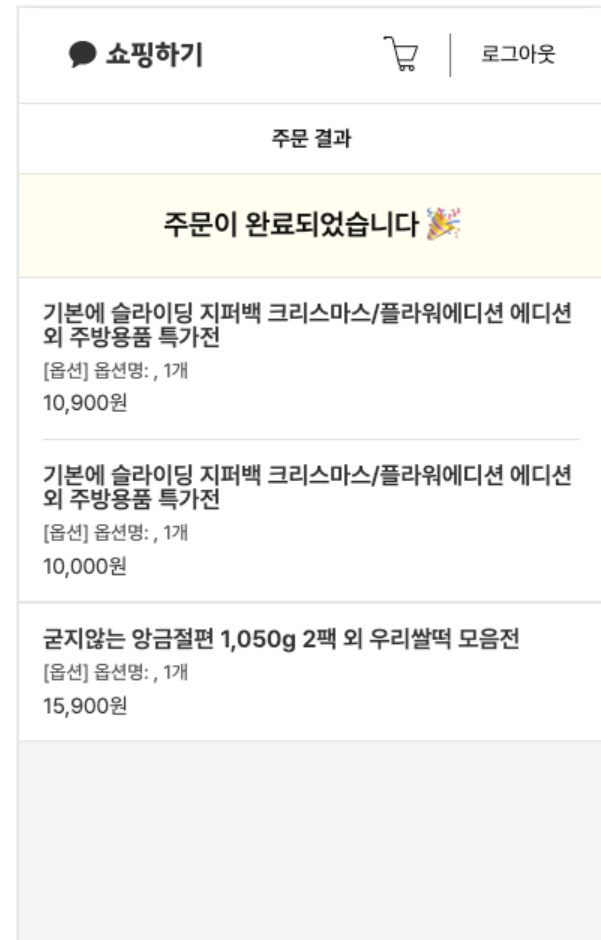 쇼핑하기
로그아웃
주문 결과
주문이 완료되었습니다 🎉
기본에 슬라이딩 지퍼백 크리스마스/플라워에디션 에디션
외 주방용품 특가전
[옵션] 옵션명: , 1개
10,900원
기본에 슬라이딩 지퍼백 크리스마스/플라워에디션 에디션
외 주방용품 특가전
[옵션] 옵션명: , 1개
10,000원
굳지않는 앙금절편 1,050g 2팩 외 우리쌀떡 모음전
[옵션] 옵션명: , 1개
15,900원